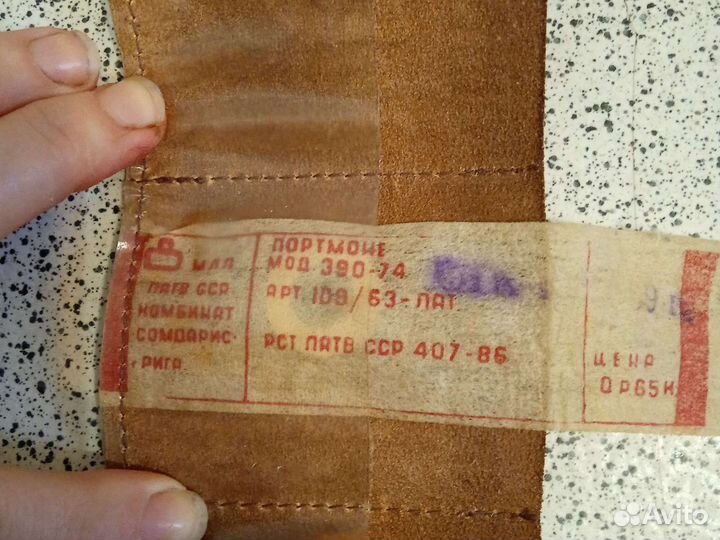 МЛП
ЛАТВ ССР
КОМБИНАТ
СОМДАРИС
РИГА
ПОРТМОНЕ
МОД 390-74
АРТ 109/63-ЛАТ
РСТ ЛАТВ ССР 407-86
ЦЕНА
0р65к
Avito